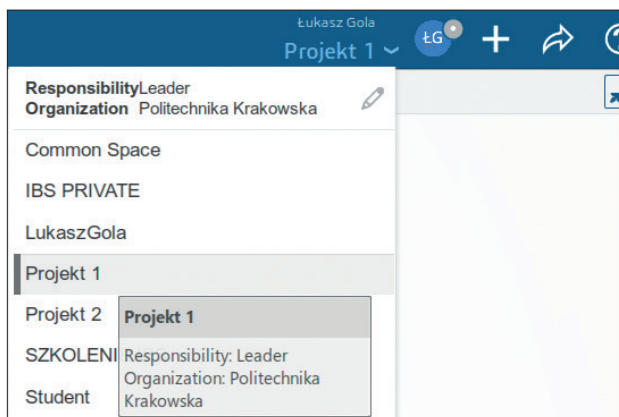 Łukasz Gola
Projekt 1
ŁG
ResponsibilityLeader
Organization Politechnika Krakowska
Common Space
IBS PRIVATE
LukaszGola
Projekt 1
Projekt 2
SZKOLENI
Student
Projekt 1
Responsibility: Leader
Organization: Politechnika
Krakowska